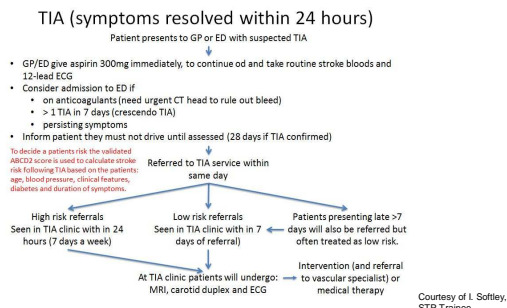 TIA (symptoms resolved within 24 hours)
Patient presents to GP or ED with suspected TIA
• GP/ED give aspirin 300mg immediately, to continue od and take routine stroke bloods and
12-lead ECG
• Consider admission to ED if
• on anticoagulants (need urgent CT head to rule out bleed)
• > 1 TIA in 7 days (crescendo TIA)
• persisting symptoms
• Inform patient they must not drive until assessed (28 days if TIA confirmed)
To decide a patients risk the validated
ABCD2 score is used to calculate stroke
risk following TIA based on the patients:
age, blood pressure, clinical features,
diabetes and duration of symptoms.
Referred to TIA service within
same day
High risk referrals
Seen in TIA clinic with in 24
hours (7 days a week)
Low risk referrals
Seen in TIA clinic with in 7
days of referral)
Patients presenting late >7
days will also be referred but
often treated as low risk.
At TIA clinic patients will undergo:
MRI, carotid duplex and ECG
Intervention (and referral
to vascular specialist) or
medical therapy
Courtesy of I. Softley,
STP Trainee